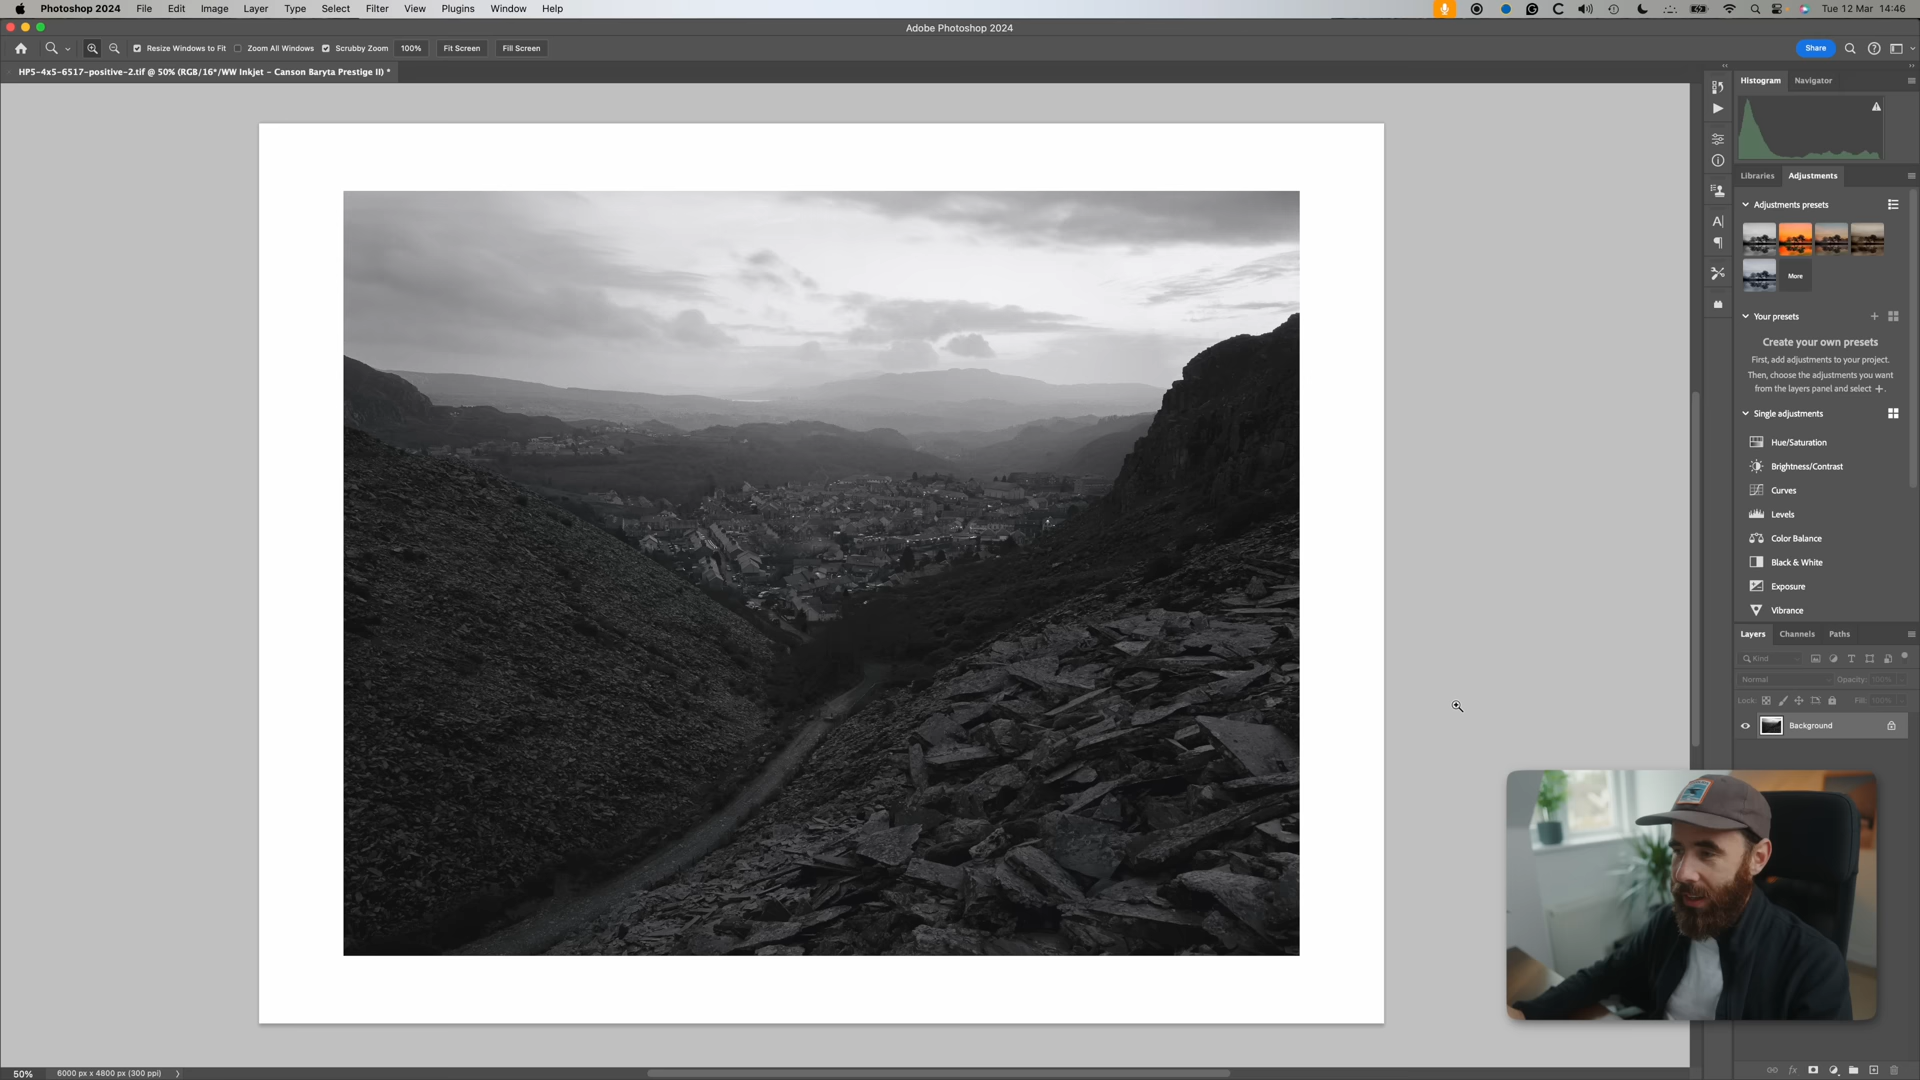 Photoshop 2024 File Edit Image Layer Type Select Filter View Plugins Window Help Tue 12 Mar 14:46
Adobe Photoshop 2024
Resize Windows to Fit Zoom All Windows Scrubby Zoom 100% Fit Screen Fill Screen Share
HP5-4x5-6517-positive-2.tif @ 50% (RGB/16*/WW Inkjet - Canson Baryta Prestige II) *
Histogram Navigator
Libraries Adjustments
Adjustments presets
More
Your presets
Create your own presets
First, add adjustments to your project.
Then, choose the adjustments you want
from the layers panel and select +.
Single adjustments
Hue/Saturation
Brightness/Contrast
Curves
Levels
Color Balance
Black & White
Exposure
Vibrance
Layers Channels Paths
Kind
Normal Opacity: 100%
Lock: Fill: 100%
Background
50% 6000 px x 4800 px (300 ppi)